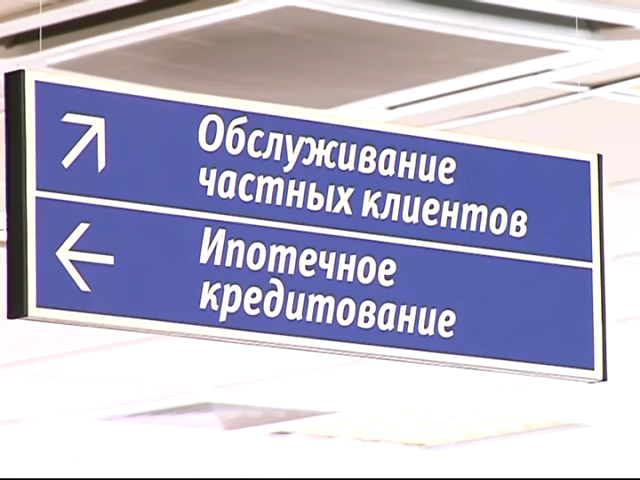 Обслуживание
частных клиентов
Ипотечное
кредитование